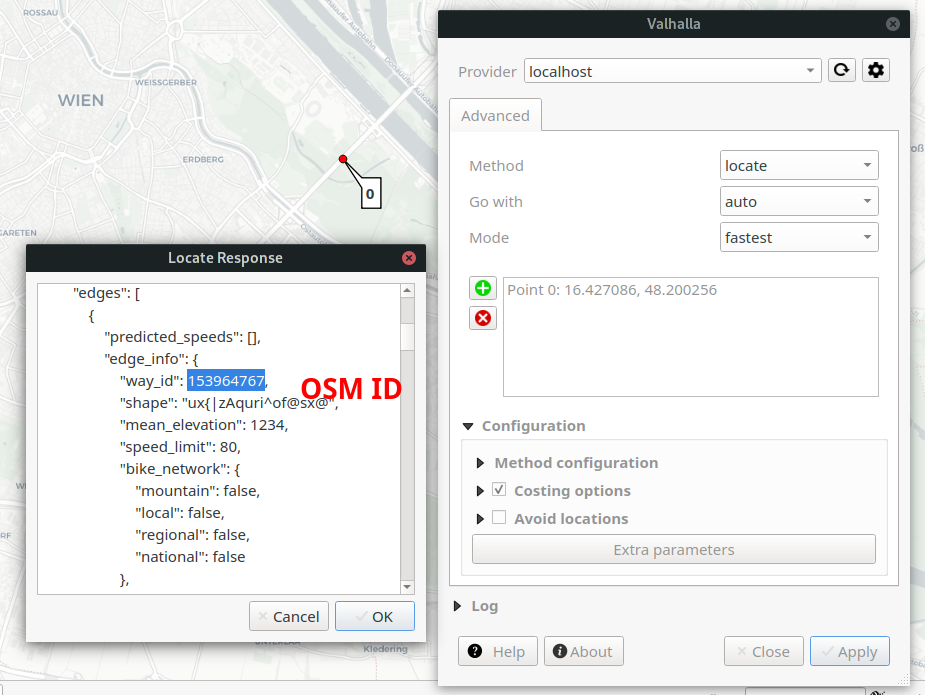 ROSSAU
WEISSGERBER
WIEN
ERDBERG
0
Kledering
Valhalla
Provider
localhost
Advanced
Method
locate
Go with
auto
Mode
fastest
Point 0: 16.427086, 48.200256
Configuration
Method configuration
Costing options
Avoid locations
Extra parameters
Log
Help
About
Close
Apply
Locate Response
"edges": [
{
"predicted_speeds": [],
"edge_info": {
"way_id": 153964767,
OSM ID
"shape": "ux{|zAquri^of@sx@",
"mean_elevation": 1234,
"speed_limit": 80,
"bike_network": {
"mountain": false,
"local": false,
"regional": false,
"national": false
},
Cancel
OK